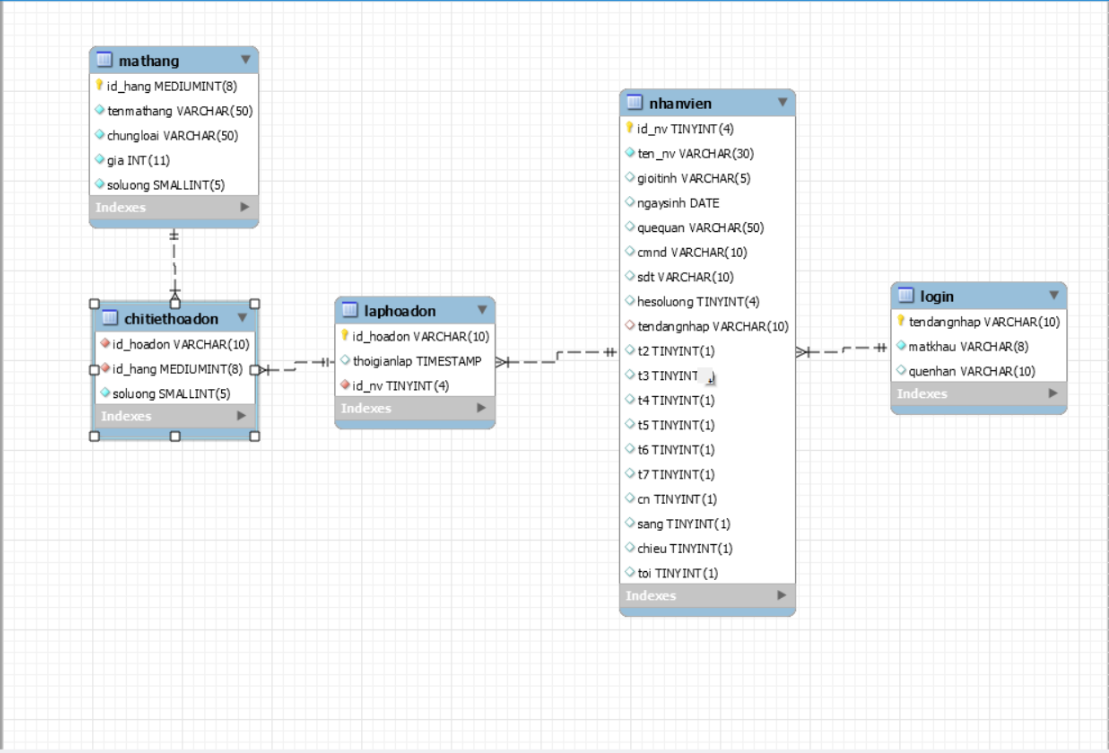 mathang
id_hang MEDIUMINT(8)
tenmathang VARCHAR(50)
chungloai VARCHAR(50)
gia INT(11)
soluong SMALLINT(5)
Indexes
chitiethoadon
id_hoadon VARCHAR(10)
id_hang MEDIUMINT(8)
soluong SMALLINT(5)
Indexes
laphoadon
id_hoadon VARCHAR(10)
thoigianlap TIMESTAMP
id_nv TINYINT(4)
Indexes
nhanvien
id_nv TINYINT(4)
ten_nv VARCHAR(30)
gioitinh VARCHAR(5)
ngaysinh DATE
quequan VARCHAR(50)
cmnd VARCHAR(10)
sdt VARCHAR(10)
hesoluong TINYINT(4)
tendangnhap VARCHAR(10)
t2 TINYINT(1)
t3 TINYINT
t4 TINYINT(1)
t5 TINYINT(1)
t6 TINYINT(1)
t7 TINYINT(1)
cn TINYINT(1)
sang TINYINT(1)
chieu TINYINT(1)
toi TINYINT(1)
Indexes
login
tendangnhap VARCHAR(10)
matkhau VARCHAR(8)
quenhan VARCHAR(10)
Indexes